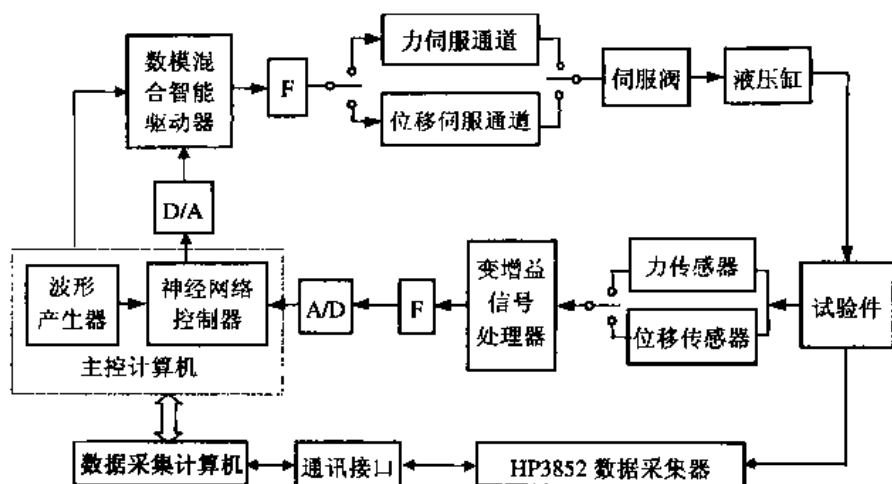 数模混
合智能
驱动器
F
力伺服通道
位移伺服通道
伺服阀
液压缸
D/A
波形
产生器
神经网络
控制器
主控计算机
A/D
F
变增益
信号
处理器
力传感器
位移传感器
试验件
数据采集计算机
通讯接口
HP3852 数据采集器